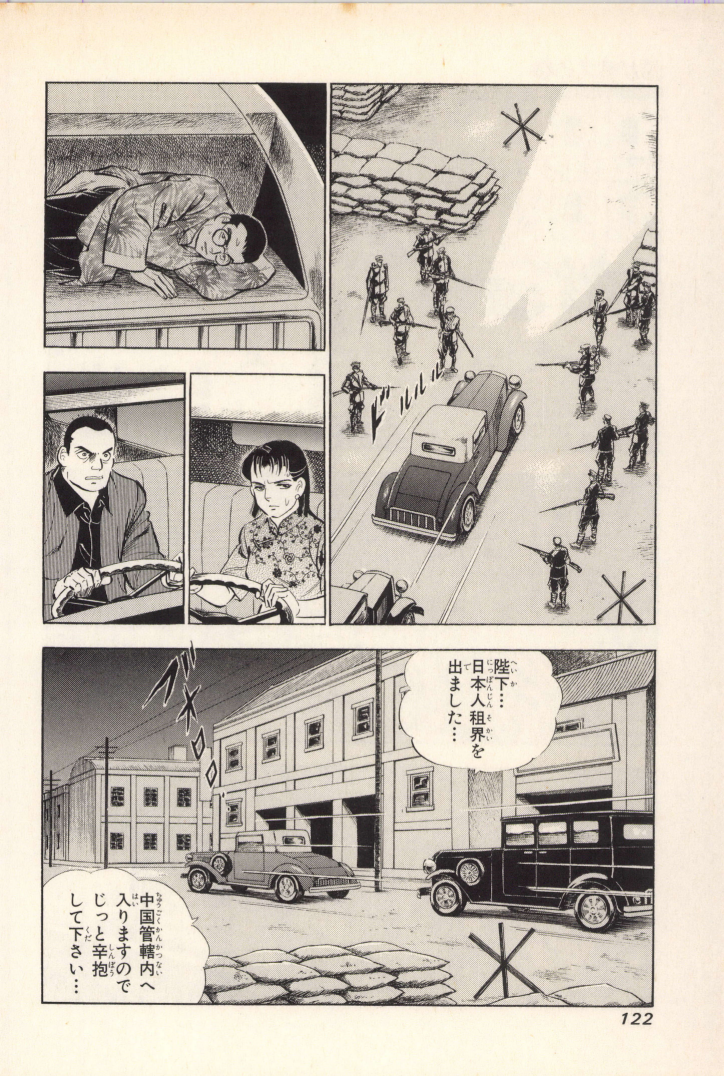 ドルルルル
陛下…
日本人租界を
出ました…
ブメロロ
中国管轄内へ
入りますので
じっと辛抱
して下さい…
122